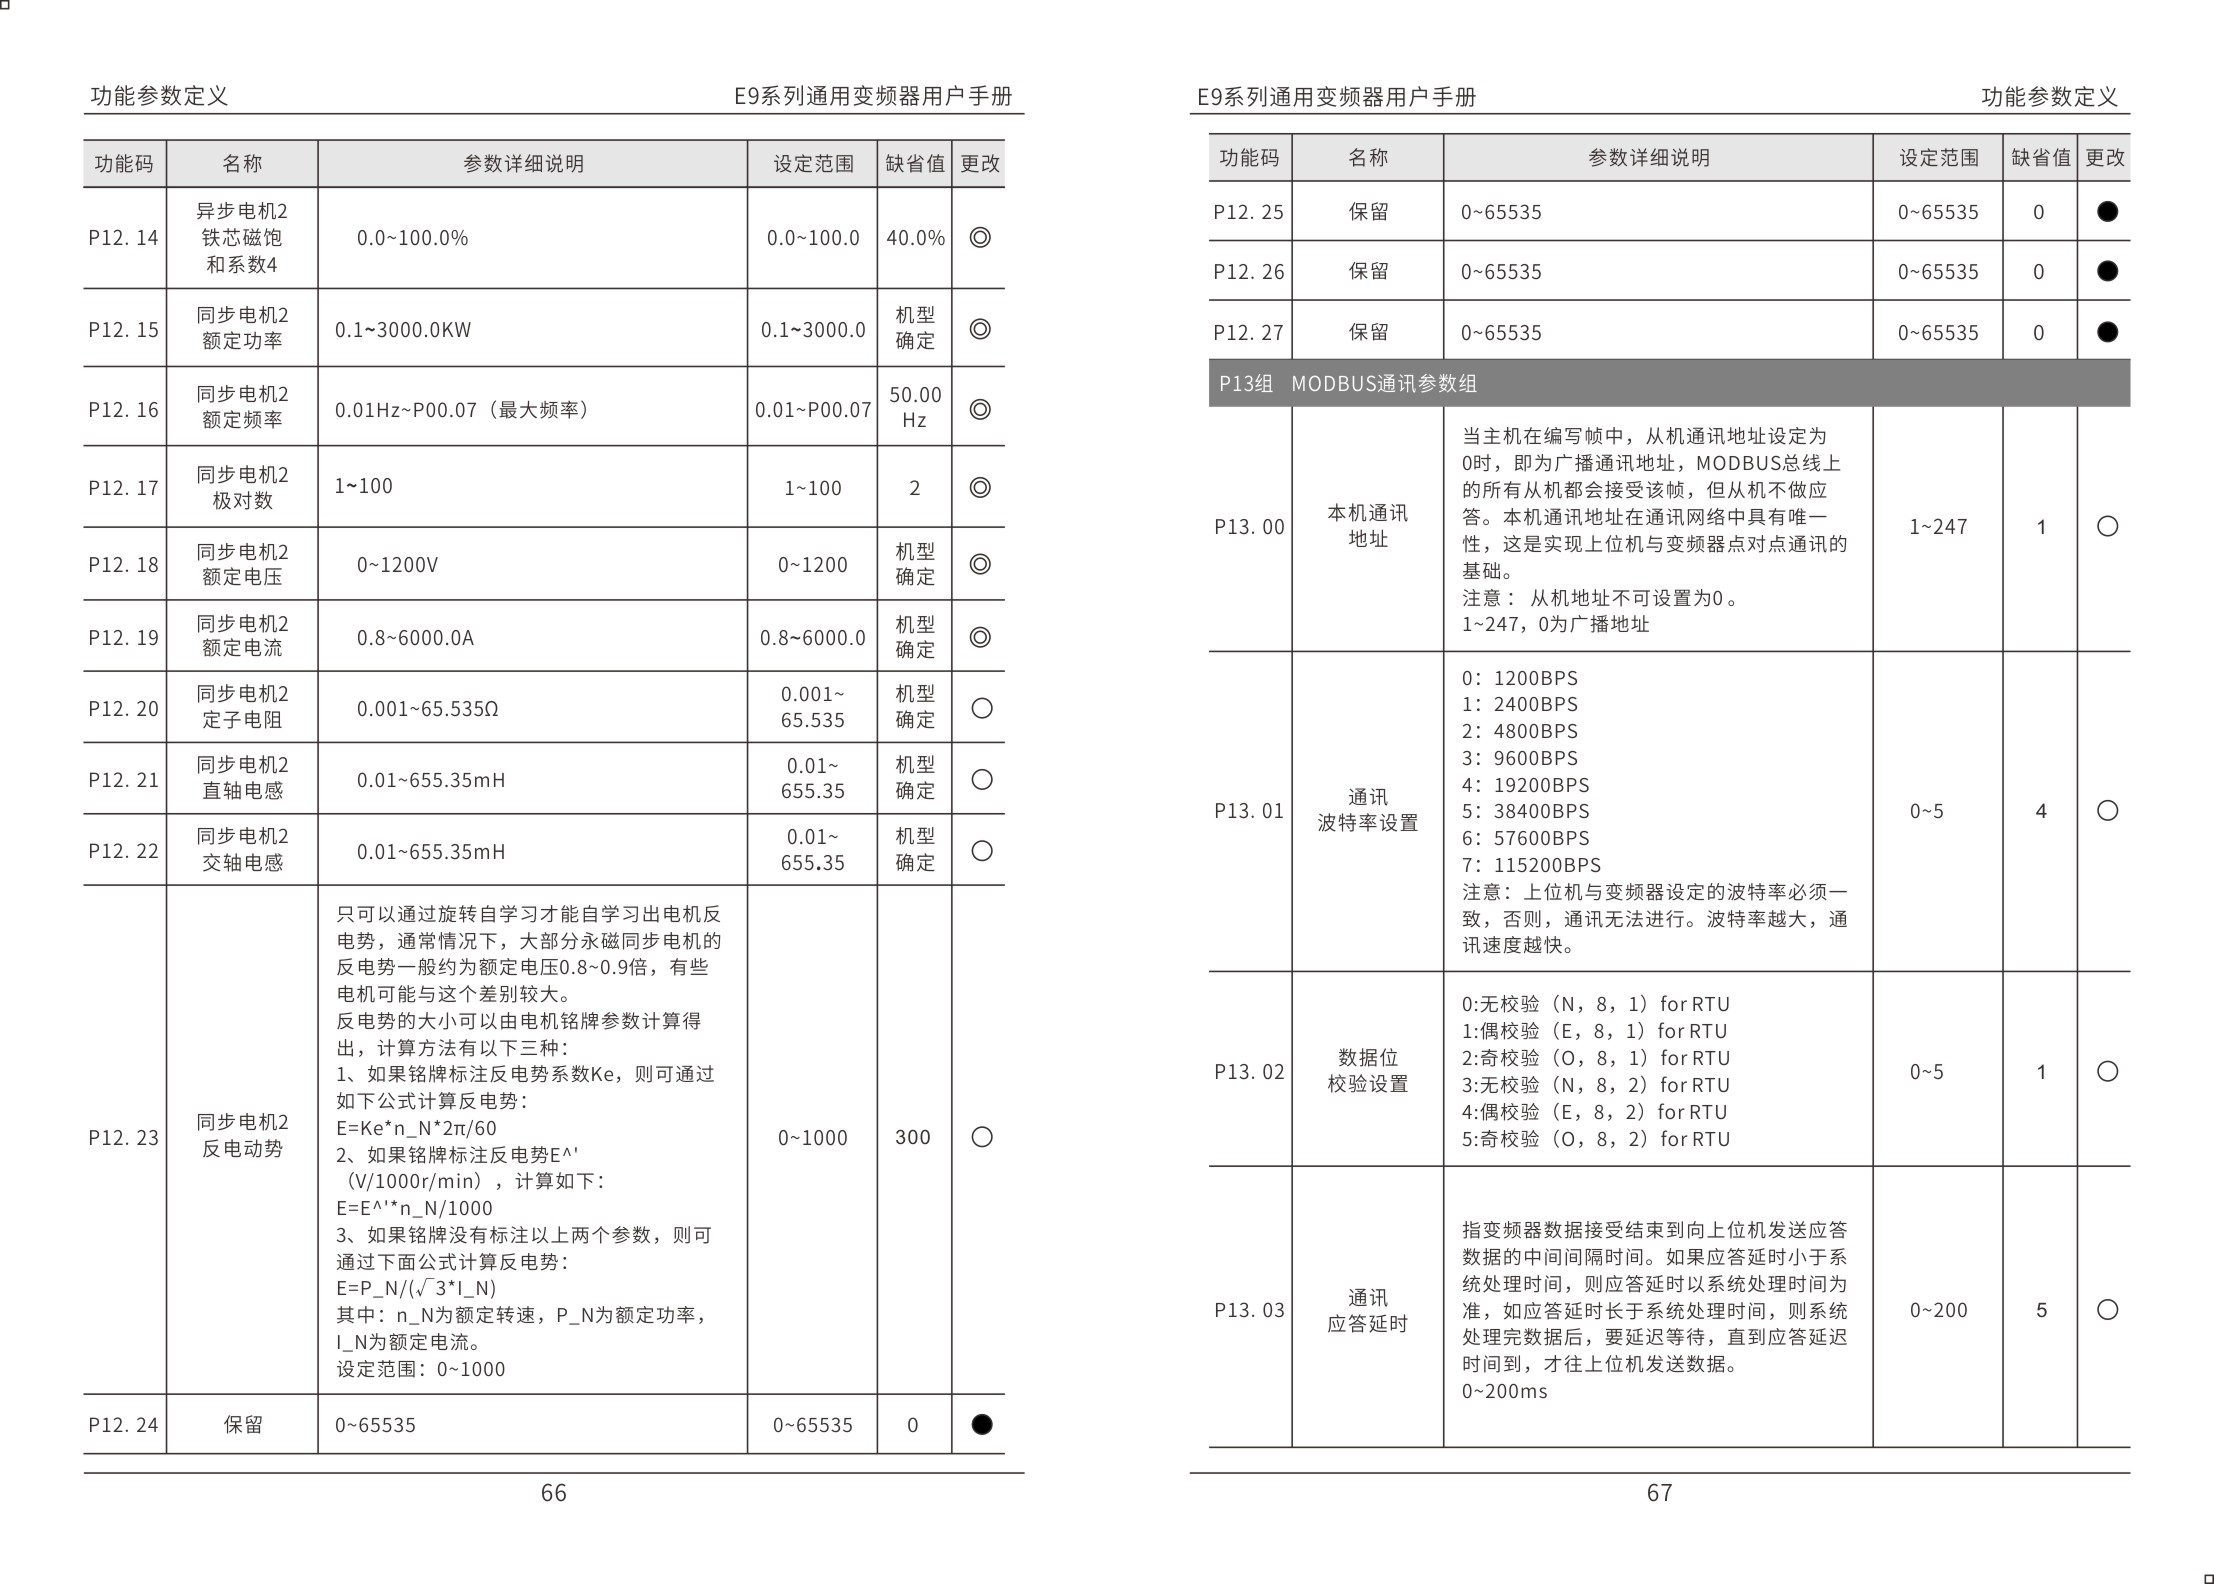 功能参数定义
E9系列通用变频器用户手册
功能码 名称 参数详细说明 设定范围 缺省值 更改
P12. 14 异步电机2 0.0~100.0% 0.0~100.0 40.0% ◎
铁芯磁饱
和系数4
P12. 15 同步电机2 0.1~3000.0KW 0.1~3000.0 机型 ◎
额定功率 确定
P12. 16 同步电机2 0.01Hz~P00.07（最大频率） 0.01~P00.07 50.00 ◎
额定频率 Hz
P12. 17 同步电机2 1~100 1~100 2 ◎
极对数
P12. 18 同步电机2 0~1200V 0~1200 机型 ◎
额定电压 确定
P12. 19 同步电机2 0.8~6000.0A 0.8~6000.0 机型 ◎
额定电流 确定
P12. 20 同步电机2 0.001~65.535Ω 0.001~ 机型 ○
定子电阻 65.535 确定
P12. 21 同步电机2 0.01~655.35mH 0.01~ 机型 ○
直轴电感 655.35 确定
P12. 22 同步电机2 0.01~655.35mH 0.01~ 机型 ○
交轴电感 655.35 确定
P12. 23
同步电机2
反电动势
只可以通过旋转自学习才能自学习出电机反
电势，通常情况下，大部分永磁同步电机的
反电势一般约为额定电压0.8~0.9倍，有些
电机可能与这个差别较大。
反电势的大小可以由电机铭牌参数计算得
出，计算方法有以下三种：
1、如果铭牌标注反电势系数Ke，则可通过
如下公式计算反电势：
E=Ke*n_N*2π/60
2、如果铭牌标注反电势E^'
（V/1000r/min），计算如下：
E=E^'*n_N/1000
3、如果铭牌没有标注以上两个参数，则可
通过下面公式计算反电势：
E=P_N/(√3*I_N)
其中：n_N为额定转速，P_N为额定功率，
I_N为额定电流。
设定范围：0~1000
0~1000 300 ○
P12. 24 保留 0~65535 0~65535 0 ●
66
E9系列通用变频器用户手册
功能参数定义
功能码 名称 参数详细说明 设定范围 缺省值 更改
P12. 25 保留 0~65535 0~65535 0 ●
P12. 26 保留 0~65535 0~65535 0 ●
P12. 27 保留 0~65535 0~65535 0 ●
P13组 MODBUS通讯参数组
P13. 00
本机通讯
地址
当主机在编写帧中，从机通讯地址设定为
0时，即为广播通讯地址，MODBUS总线上
的所有从机都会接受该帧，但从机不做应
答。本机通讯地址在通讯网络中具有唯一
性，这是实现上位机与变频器点对点通讯的
基础。
注意： 从机地址不可设置为0。
1~247，0为广播地址
1~247 1 ○
P13. 01
通讯
波特率设置
0：1200BPS
1：2400BPS
2：4800BPS
3：9600BPS
4：19200BPS
5：38400BPS
6：57600BPS
7：115200BPS
注意：上位机与变频器设定的波特率必须一
致，否则，通讯无法进行。波特率越大，通
讯速度越快。
0~5 4 ○
P13. 02
数据位
校验设置
0:无校验（N，8，1）for RTU
1:偶校验（E，8，1）for RTU
2:奇校验（O，8，1）for RTU
3:无校验（N，8，2）for RTU
4:偶校验（E，8，2）for RTU
5:奇校验（O，8，2）for RTU
0~5 1 ○
P13. 03
通讯
应答延时
指变频器数据接受结束到向上位机发送应答
数据的中间间隔时间。如果应答延时小于系
统处理时间，则应答延时以系统处理时间为
准，如应答延时长于系统处理时间，则系统
处理完数据后，要延迟等待，直到应答延迟
时间到，才往上位机发送数据。
0~200ms
0~200 5 ○
67